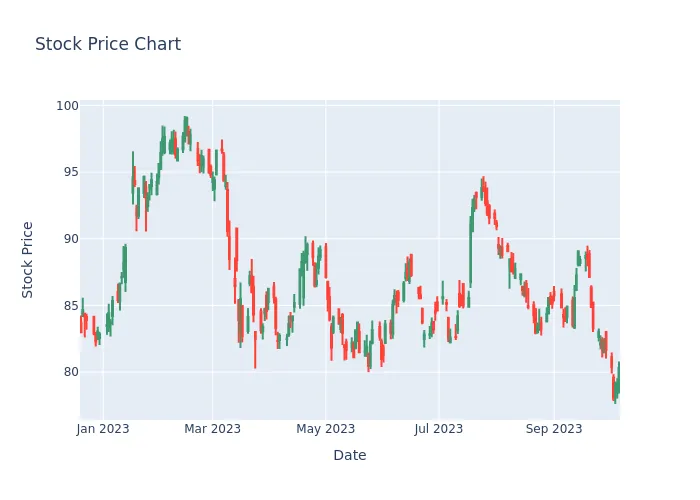 Stock Price Chart
100
95
90
85
80
Stock Price
Jan 2023
Mar 2023
May 2023
Jul 2023
Sep 2023
Date